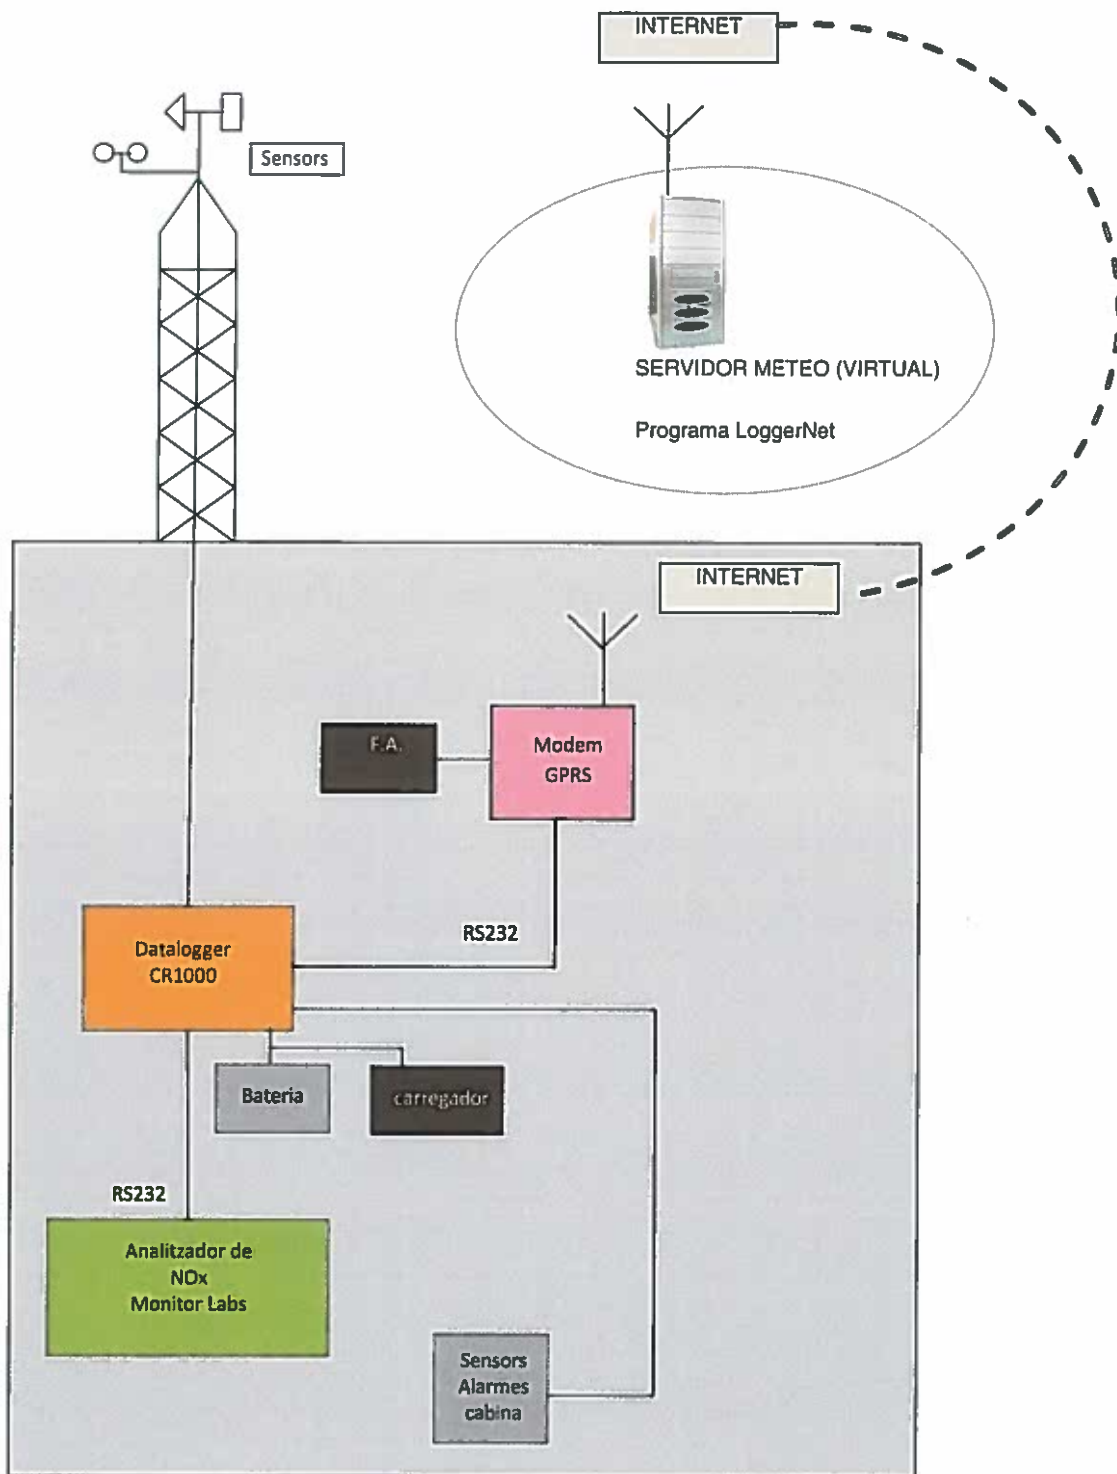 INTERNET
Sensors
SERVIDOR METEO (VIRTUAL)
Programa LoggerNet
INTERNET
F.A.
Modem
GPRS
RS232
Datalogger
CR1000
Bateria
carregador
RS232
Analitzador de
NOx
Monitor Labs
Sensors
Alarmes
cabina